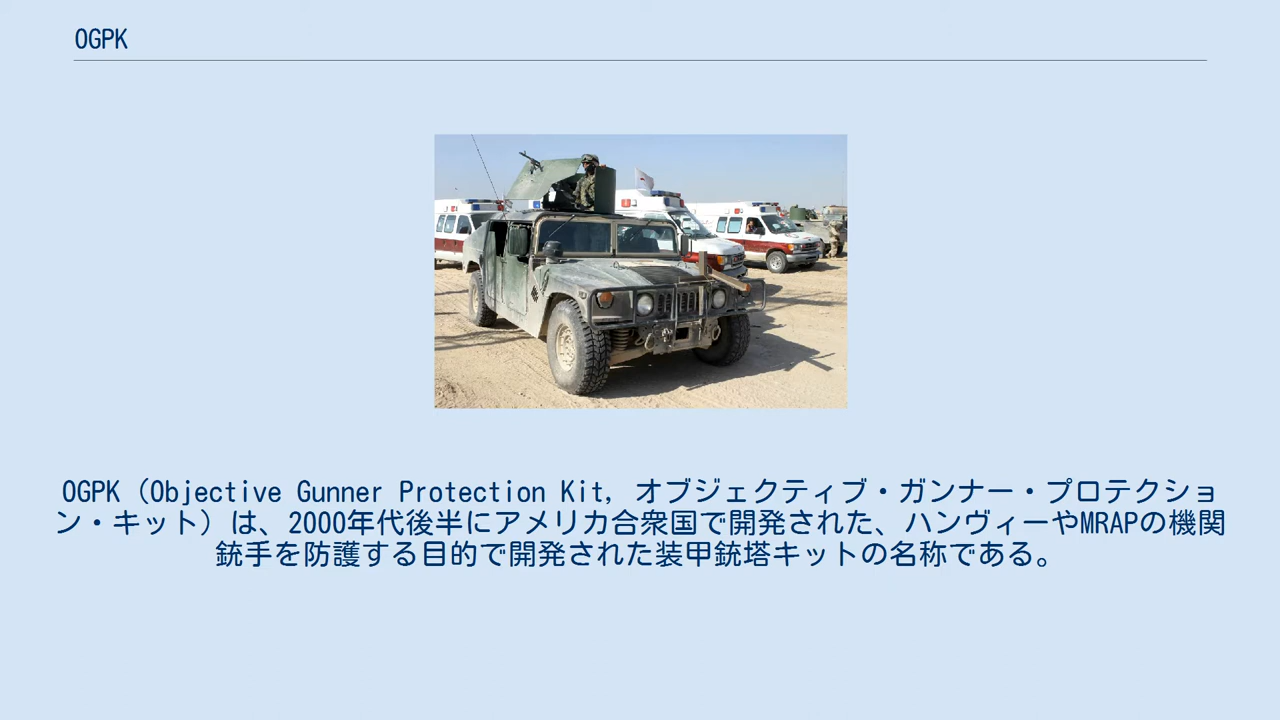 OGPK
OGPK（Objective Gunner Protection Kit, オブジェクティブ・ガンナー・プロテクショ
ン・キット）は、2000年代後半にアメリカ合衆国で開発された、ハンヴィーやMRAPの機関
銃手を防護する目的で開発された装甲銃塔キットの名称である。